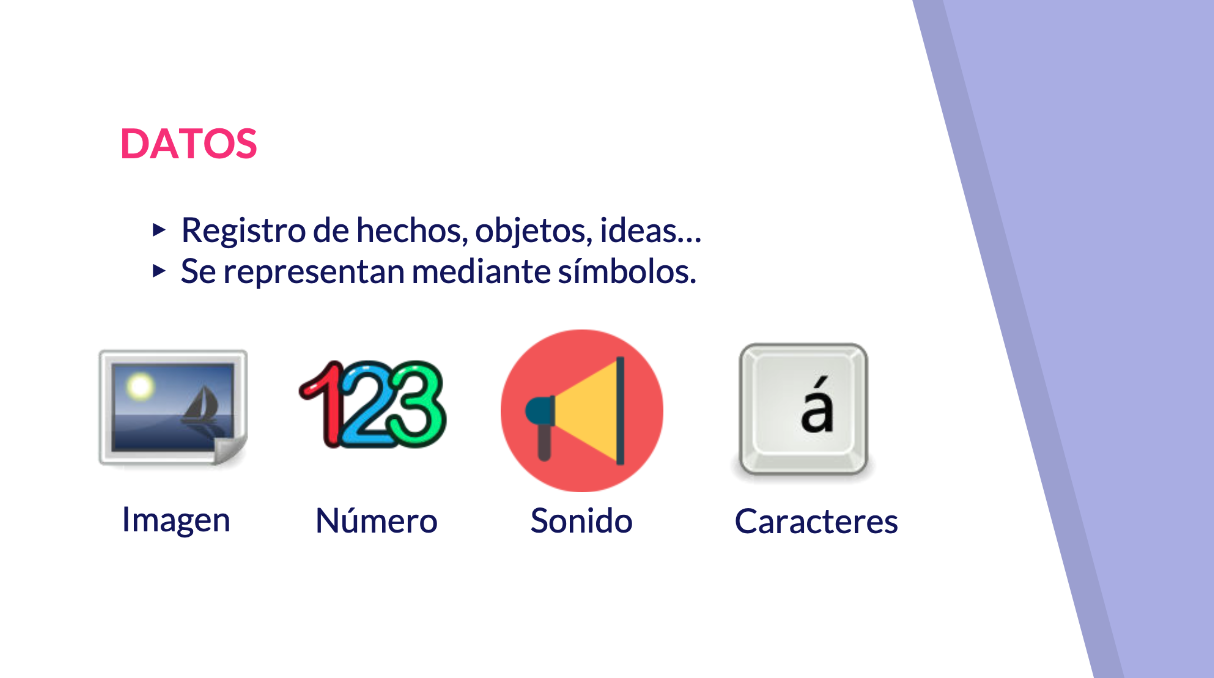 DATOS
▸ Registro de hechos, objetos, ideas...
▸ Se representan mediante símbolos.
123
á
Imagen
Número
Sonido
Caracteres